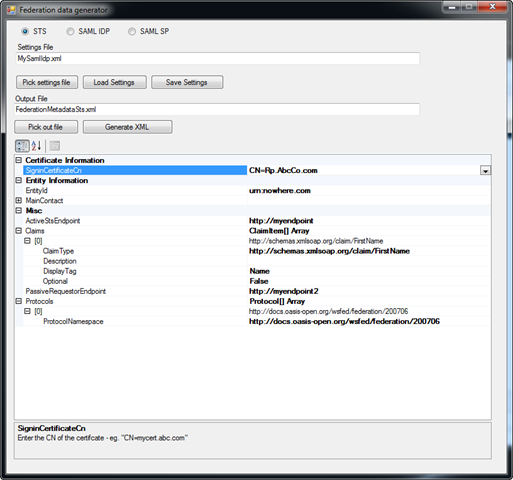 Federation data generator
STS SAML IDP SAML SP
Settings File
MySamlIdp.xml
Pick settings file Load Settings Save Settings
Output File
FederationMetadataSts.xml
Pick out file Generate XML
Certificate Information
SigninCertificateCn CN=Rp.AbcCo.com
Entity Information
EntityId urn:nowhere.com
MainContact
Misc
ActiveStsEndpoint http://myendpoint
Claims ClaimItem[] Array
[0] http://schemas.xmlsoap.org/claim/FirstName
ClaimType http://schemas.xmlsoap.org/claim/FirstName
Description
DisplayTag Name
Optional False
PassiveRequestorEndpoint http://myendpoint2
Protocols Protocol[] Array
[0] http://docs.oasis-open.org/wsfed/federation/200706
ProtocolNamespace http://docs.oasis-open.org/wsfed/federation/200706
SigninCertificateCn
Enter the CN of the certifcate - eg. "CN=mycert.abc.com"